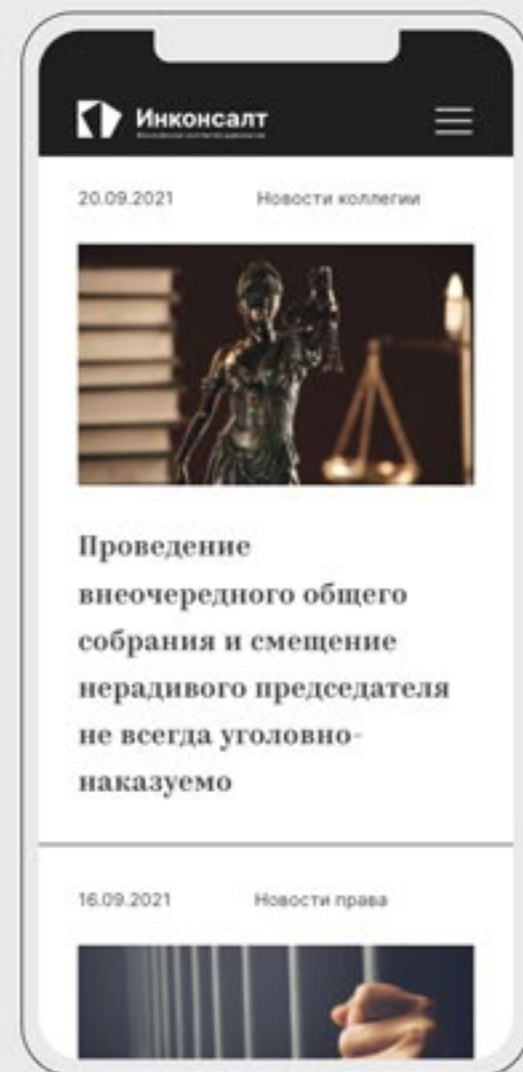 Инконсалт
20.09.2021 Новости коллегии
Проведение
внеочередного общего
собрания и смещение
нерадивого председателя
не всегда уголовно-
наказуемо
16.09.2021 Новости права